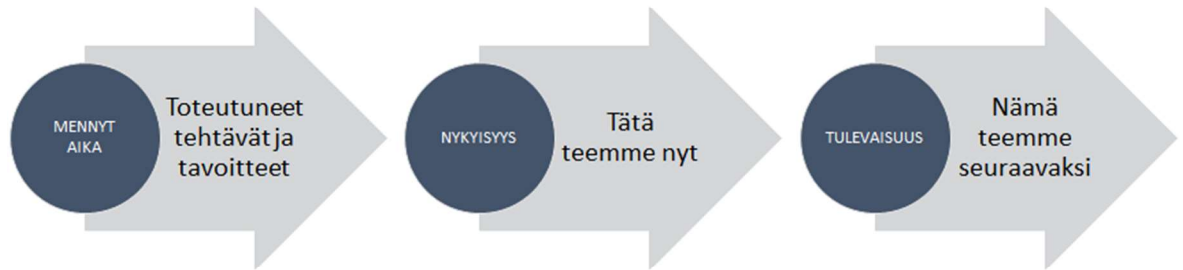 MENNYT
AIKA
Toteutuneet
tehtävät ja
tavoitteet
NYKYISYYS
Tätä
teemme nyt
TULEVAISUUS
Nämä
teemme
seuraavaksi